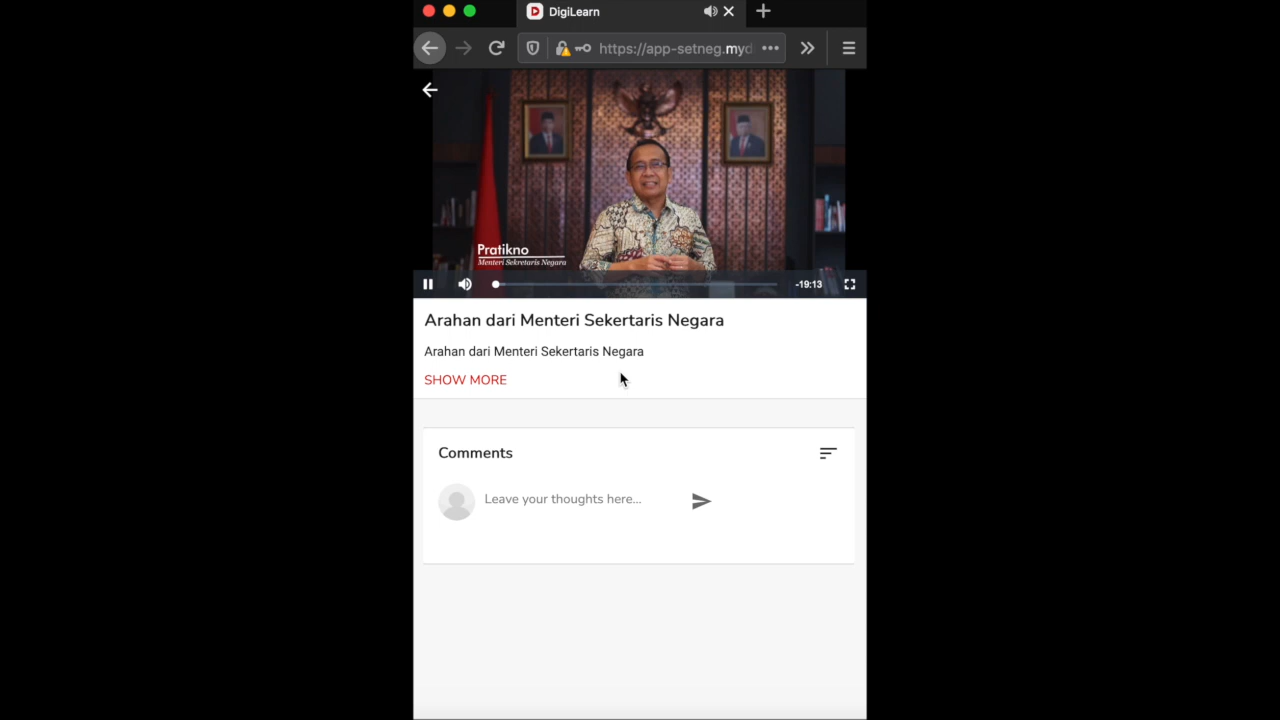 DigiLearn
https://app-setneg.myd
Pratikno
Menteri Sekretaris Negara
-19:13
Arahan dari Menteri Sekertaris Negara
Arahan dari Menteri Sekertaris Negara
SHOW MORE
Comments
Leave your thoughts here...